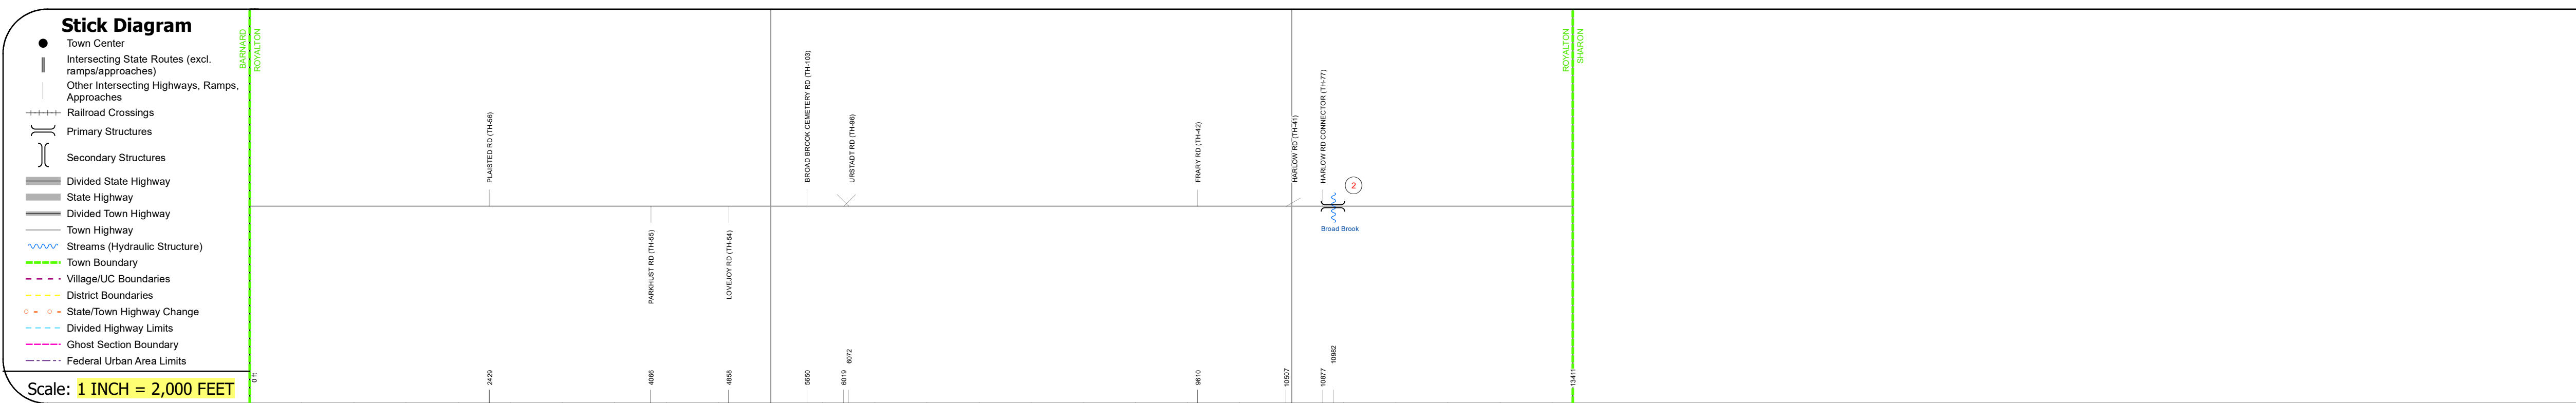 Stick Diagram
Town Center
Intersecting State Routes (excl.
ramps/approaches)
Other Intersecting Highways, Ramps,
Approaches
Railroad Crossings
Primary Structures
Secondary Structures
Divided State Highway
State Highway
Divided Town Highway
Town Highway
Streams (Hydraulic Structure)
Town Boundary
Village/UC Boundaries
District Boundaries
State/Town Highway Change
Divided Highway Limits
Ghost Section Boundary
Federal Urban Area Limits
Scale: 1 INCH = 2,000 FEET
BARNARD
ROYALTON
PLAISTED RD (TH-56)
PARKHUST RD (TH-55)
LOVEJOY RD (TH-54)
BROAD BROOK CEMETERY RD (TH-103)
URSTADT RD (TH-96)
FRARY RD (TH-42)
HARLOW RD (TH-41)
HARLOW RD CONNECTOR (TH-77)
2
Broad Brook
ROYALTON
SHARON
0 ft
2429
4066
4858
5650
6019
6072
9610
10507
10877
10982
13411